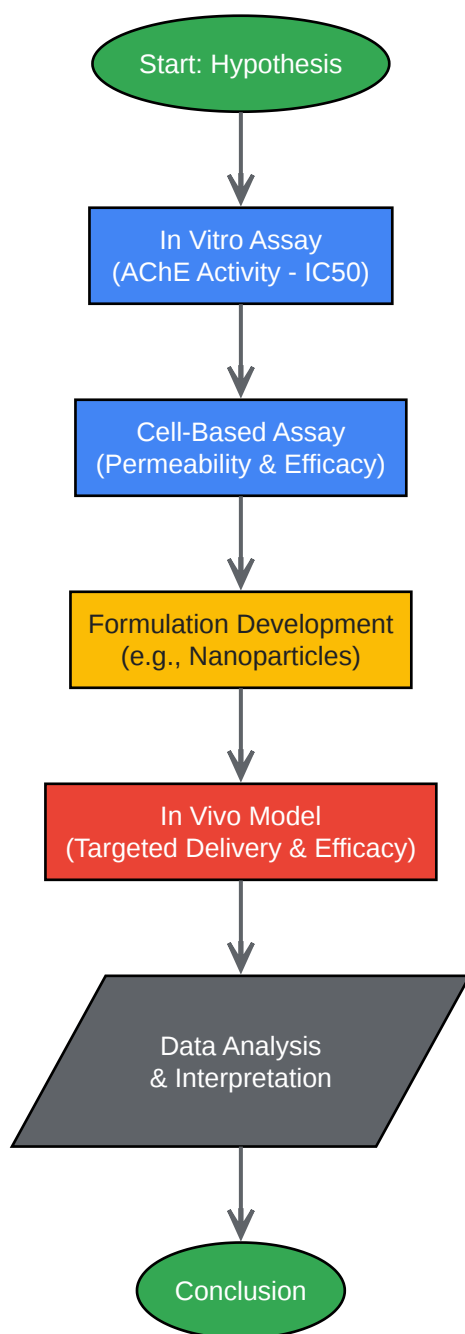 Start: Hypothesis
In Vitro Assay
(AChE Activity - IC50)
Cell-Based Assay
(Permeability & Efficacy)
Formulation Development
(e.g., Nanoparticles)
In Vivo Model
(Targeted Delivery & Efficacy)
Data Analysis
& Interpretation
Conclusion